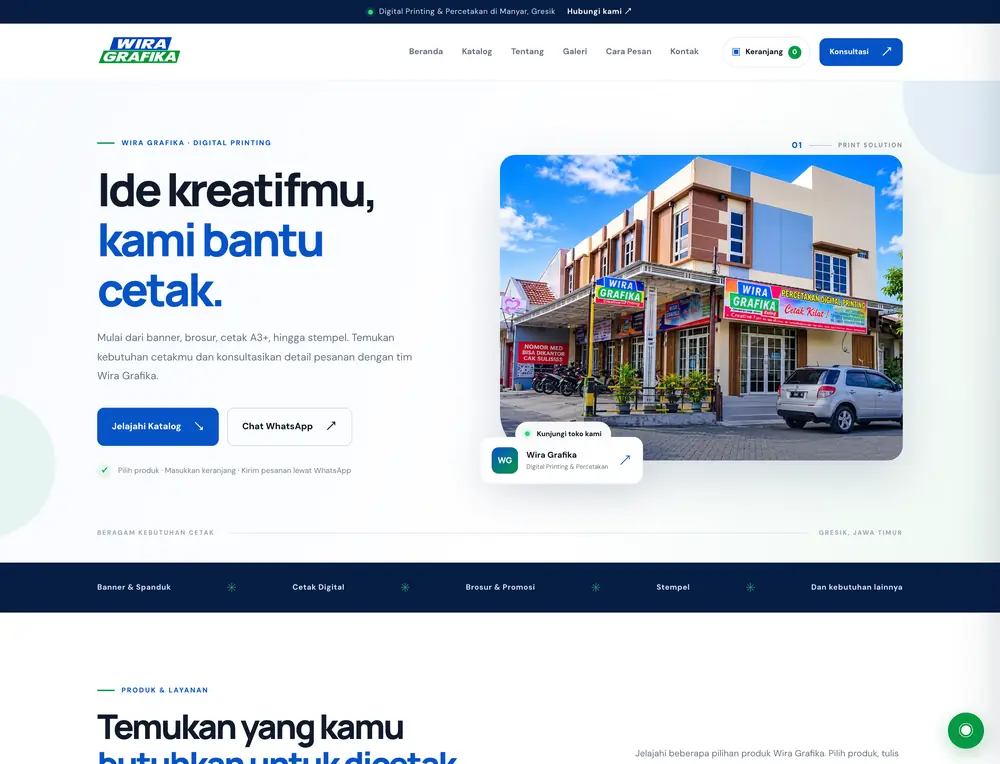 Digital Printing & Percetakan di Manyar, Gresik Hubungi kami ↗
WIRA
GRAFIKA
Beranda Katalog Tentang Galeri Cara Pesan Kontak Keranjang 0 Konsultasi ↗
WIRA GRAFIKA · DIGITAL PRINTING
Ide kreatifmu,
kami bantu
cetak.
Mulai dari banner, brosur, cetak A3+, hingga stempel. Temukan
kebutuhan cetakmu dan konsultasikan detail pesanan dengan tim
Wira Grafika.
Jelajahi Katalog ↘ Chat WhatsApp ↗
✓ Pilih produk · Masukkan keranjang · Kirim pesanan lewat WhatsApp
01 PRINT SOLUTION
WIRA
GRAFIKA
WIRA
GRAFIKA
PERCETAKAN DIGITAL PRINTING
Cetak Kilat !
NOMOR MED
BISA DIKANTOR
CAK SULISISS
Kunjungi toko kami
WG
Wira Grafika
Digital Printing & Percetakan
↗
BERAGAM KEBUTUHAN CETAK GRESIK, JAWA TIMUR
Banner & Spanduk ✳ Cetak Digital ✳ Brosur & Promosi ✳ Stempel ✳ Dan kebutuhan lainnya
PRODUK & LAYANAN
Temukan yang kamu
butuhkan untuk dicetak
Jelajahi beberapa pilihan produk Wira Grafika. Pilih produk, tulis